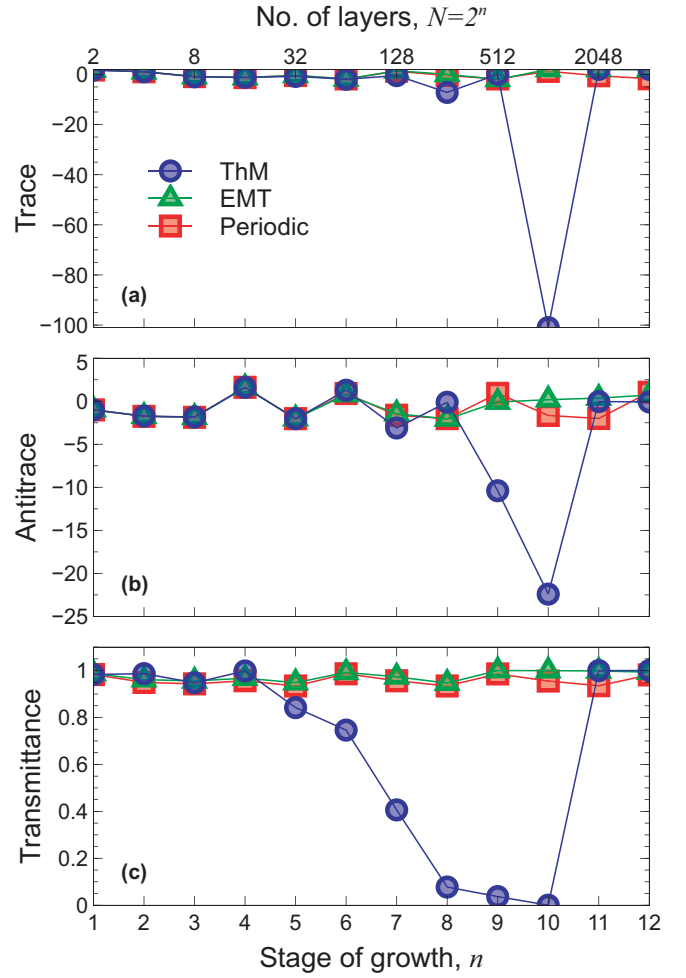 No. of layers, N=2ⁿ
2 8 32 128 512 2048
0
−20
−40
−60
−80
−100
Trace
ThM
EMT
Periodic
(a)
5
0
−5
−10
−15
−20
−25
Antitrace
(b)
1
0.8
0.6
0.4
0.2
0
Transmittance
(c)
1 2 3 4 5 6 7 8 9 10 11 12
Stage of growth, n